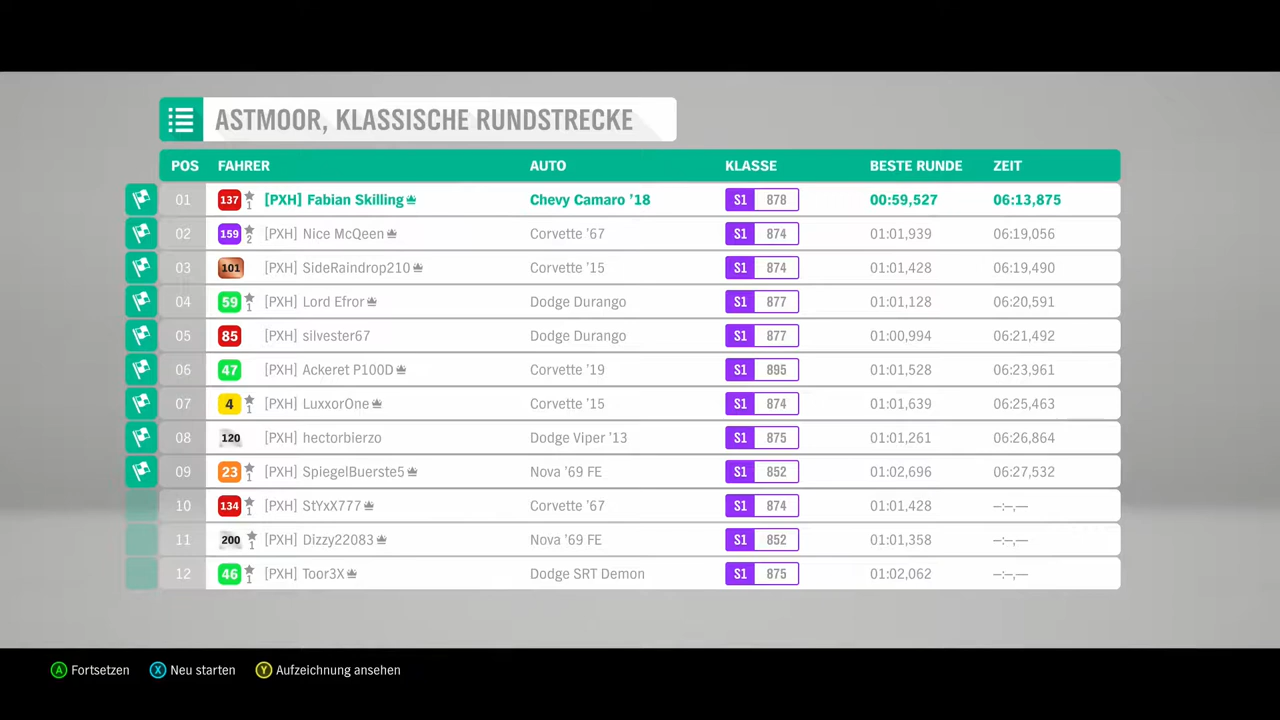 ASTMOOR, KLASSISCHE RUNDSTRECKE
POS FAHRER AUTO KLASSE BESTE RUNDE ZEIT
01 137 1 [PXH] Fabian Skilling Chevy Camaro '18 S1 878 00:59,527 06:13,875
02 159 2 [PXH] Nice McQeen Corvette '67 S1 874 01:01,939 06:19,056
03 101 [PXH] SideRaindrop210 Corvette '15 S1 874 01:01,428 06:19,490
04 59 1 [PXH] Lord Efror Dodge Durango S1 877 01:01,128 06:20,591
05 85 [PXH] silvester67 Dodge Durango S1 877 01:00,994 06:21,492
06 47 [PXH] Ackeret P100D Corvette '19 S1 895 01:01,528 06:23,961
07 4 1 [PXH] LuxxorOne Corvette '15 S1 874 01:01,639 06:25,463
08 120 [PXH] hectorbierzo Dodge Viper '13 S1 875 01:01,261 06:26,864
09 23 1 [PXH] SpiegelBuerste5 Nova '69 FE S1 852 01:02,696 06:27,532
10 134 1 [PXH] StYxX777 Corvette '67 S1 874 01:01,428 –:–,––
11 200 1 [PXH] Dizzy22083 Nova '69 FE S1 852 01:01,358 –:–,––
12 46 1 [PXH] Toor3X Dodge SRT Demon S1 875 01:02,062 –:–,––
A Fortsetzen X Neu starten Y Aufzeichnung ansehen